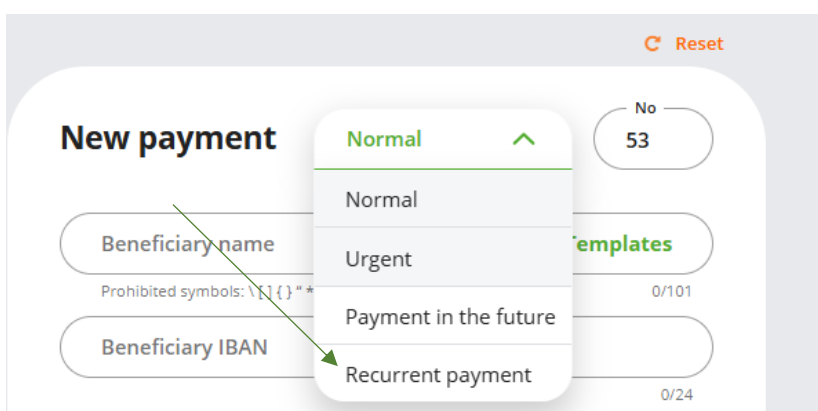 Reset
New payment
Normal
No
53
Normal
Urgent
Payment in the future
Recurrent payment
Beneficiary name
emplates
Prohibited symbols: \ [ ] { } “ *
0/101
Beneficiary IBAN
0/24